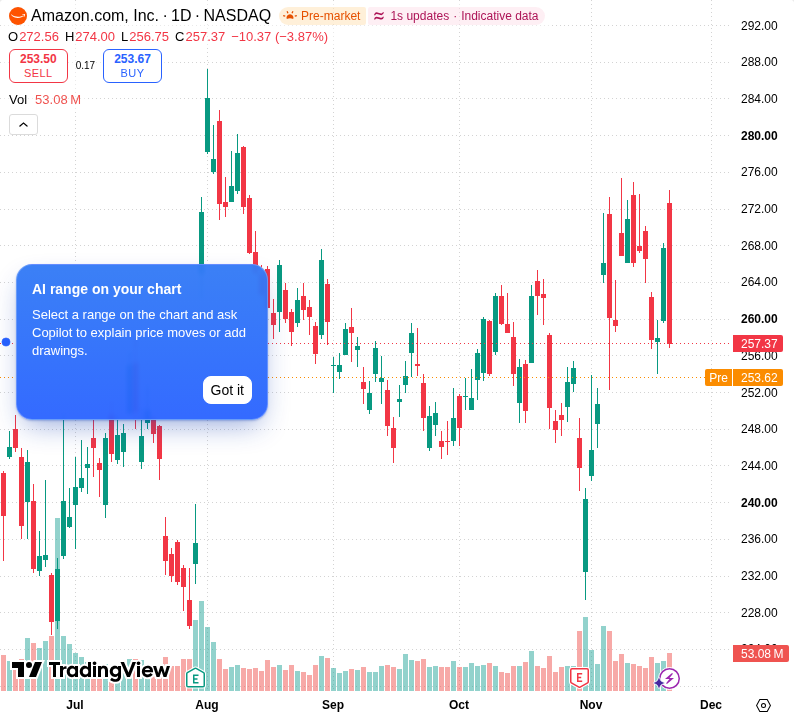 Amazon.com, Inc. · 1D · NASDAQ Pre-market 1s updates · Indicative data
O272.56 H274.00 L256.75 C257.37 −10.37 (−3.87%)
253.50
SELL
0.17
253.67
BUY
Vol 53.08 M
AI range on your chart
Select a range on the chart and ask
Copilot to explain price moves or add
drawings.
Got it
292.00
288.00
284.00
280.00
276.00
272.00
268.00
264.00
260.00
257.37
256.00
Pre 253.62
252.00
248.00
244.00
240.00
236.00
232.00
228.00
53.08 M
TradingView
E
E
Jul Aug Sep Oct Nov Dec